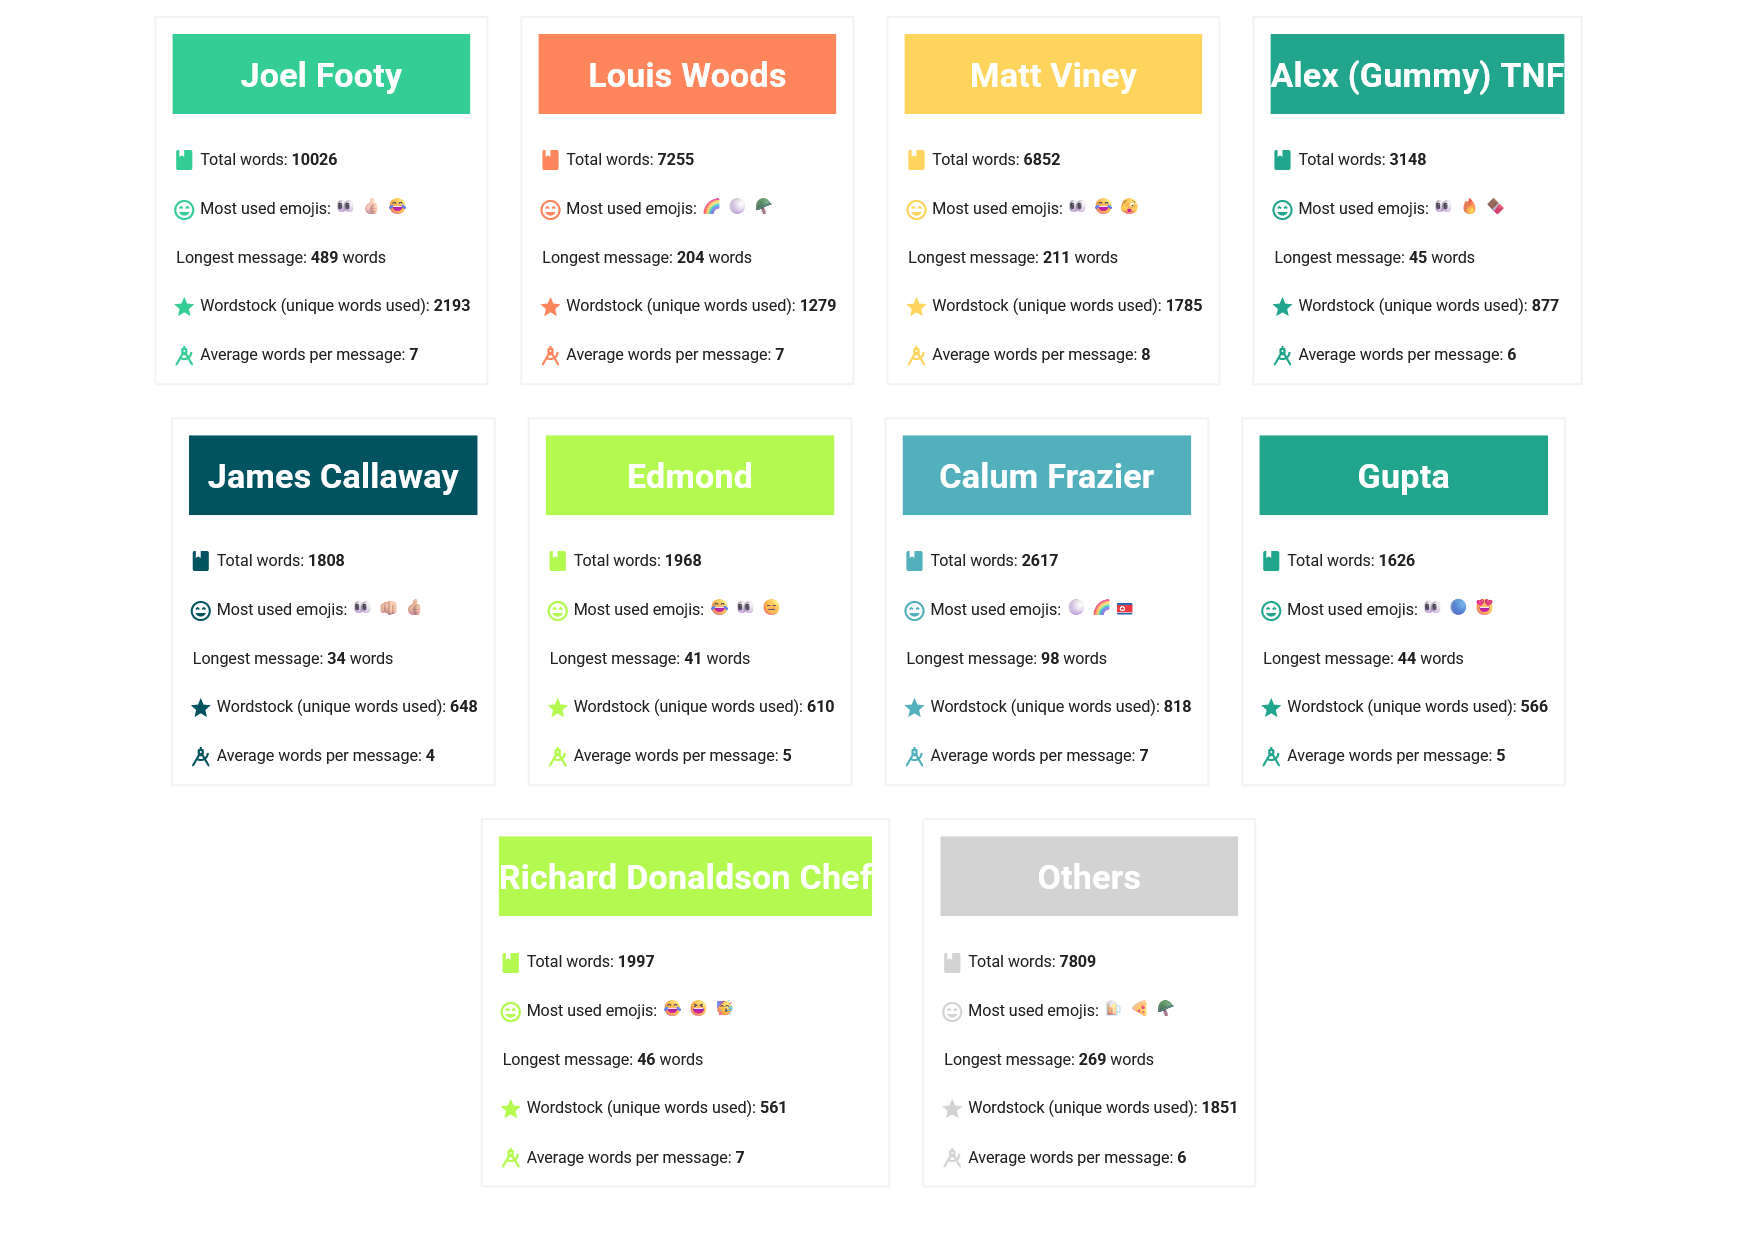 Joel Footy
Total words: 10026
Most used emojis: 👀 👍🏻 😂
Longest message: 489 words
Wordstock (unique words used): 2193
Average words per message: 7
Louis Woods
Total words: 7255
Most used emojis:
Longest message: 204 words
Wordstock (unique words used): 1279
Average words per message: 7
Matt Viney
Total words: 6852
Most used emojis:
Longest message: 211 words
Wordstock (unique words used): 1785
Average words per message: 8
Alex (Gummy) TNF
Total words: 3148
Most used emojis:
Longest message: 45 words
Wordstock (unique words used): 877
Average words per message: 6
James Callaway
Total words: 1808
Most used emojis:
Longest message: 34 words
Wordstock (unique words used): 648
Average words per message: 4
Edmond
Total words: 1968
Most used emojis:
Longest message: 41 words
Wordstock (unique words used): 610
Average words per message: 5
Calum Frazier
Total words: 2617
Most used emojis:
Longest message: 98 words
Wordstock (unique words used): 818
Average words per message: 7
Gupta
Total words: 1626
Most used emojis:
Longest message: 44 words
Wordstock (unique words used): 566
Average words per message: 5
Richard Donaldson Chef
Total words: 1997
Most used emojis:
Longest message: 46 words
Wordstock (unique words used): 561
Average words per message: 7
Others
Total words: 7809
Most used emojis:
Longest message: 269 words
Wordstock (unique words used): 1851
Average words per message: 6